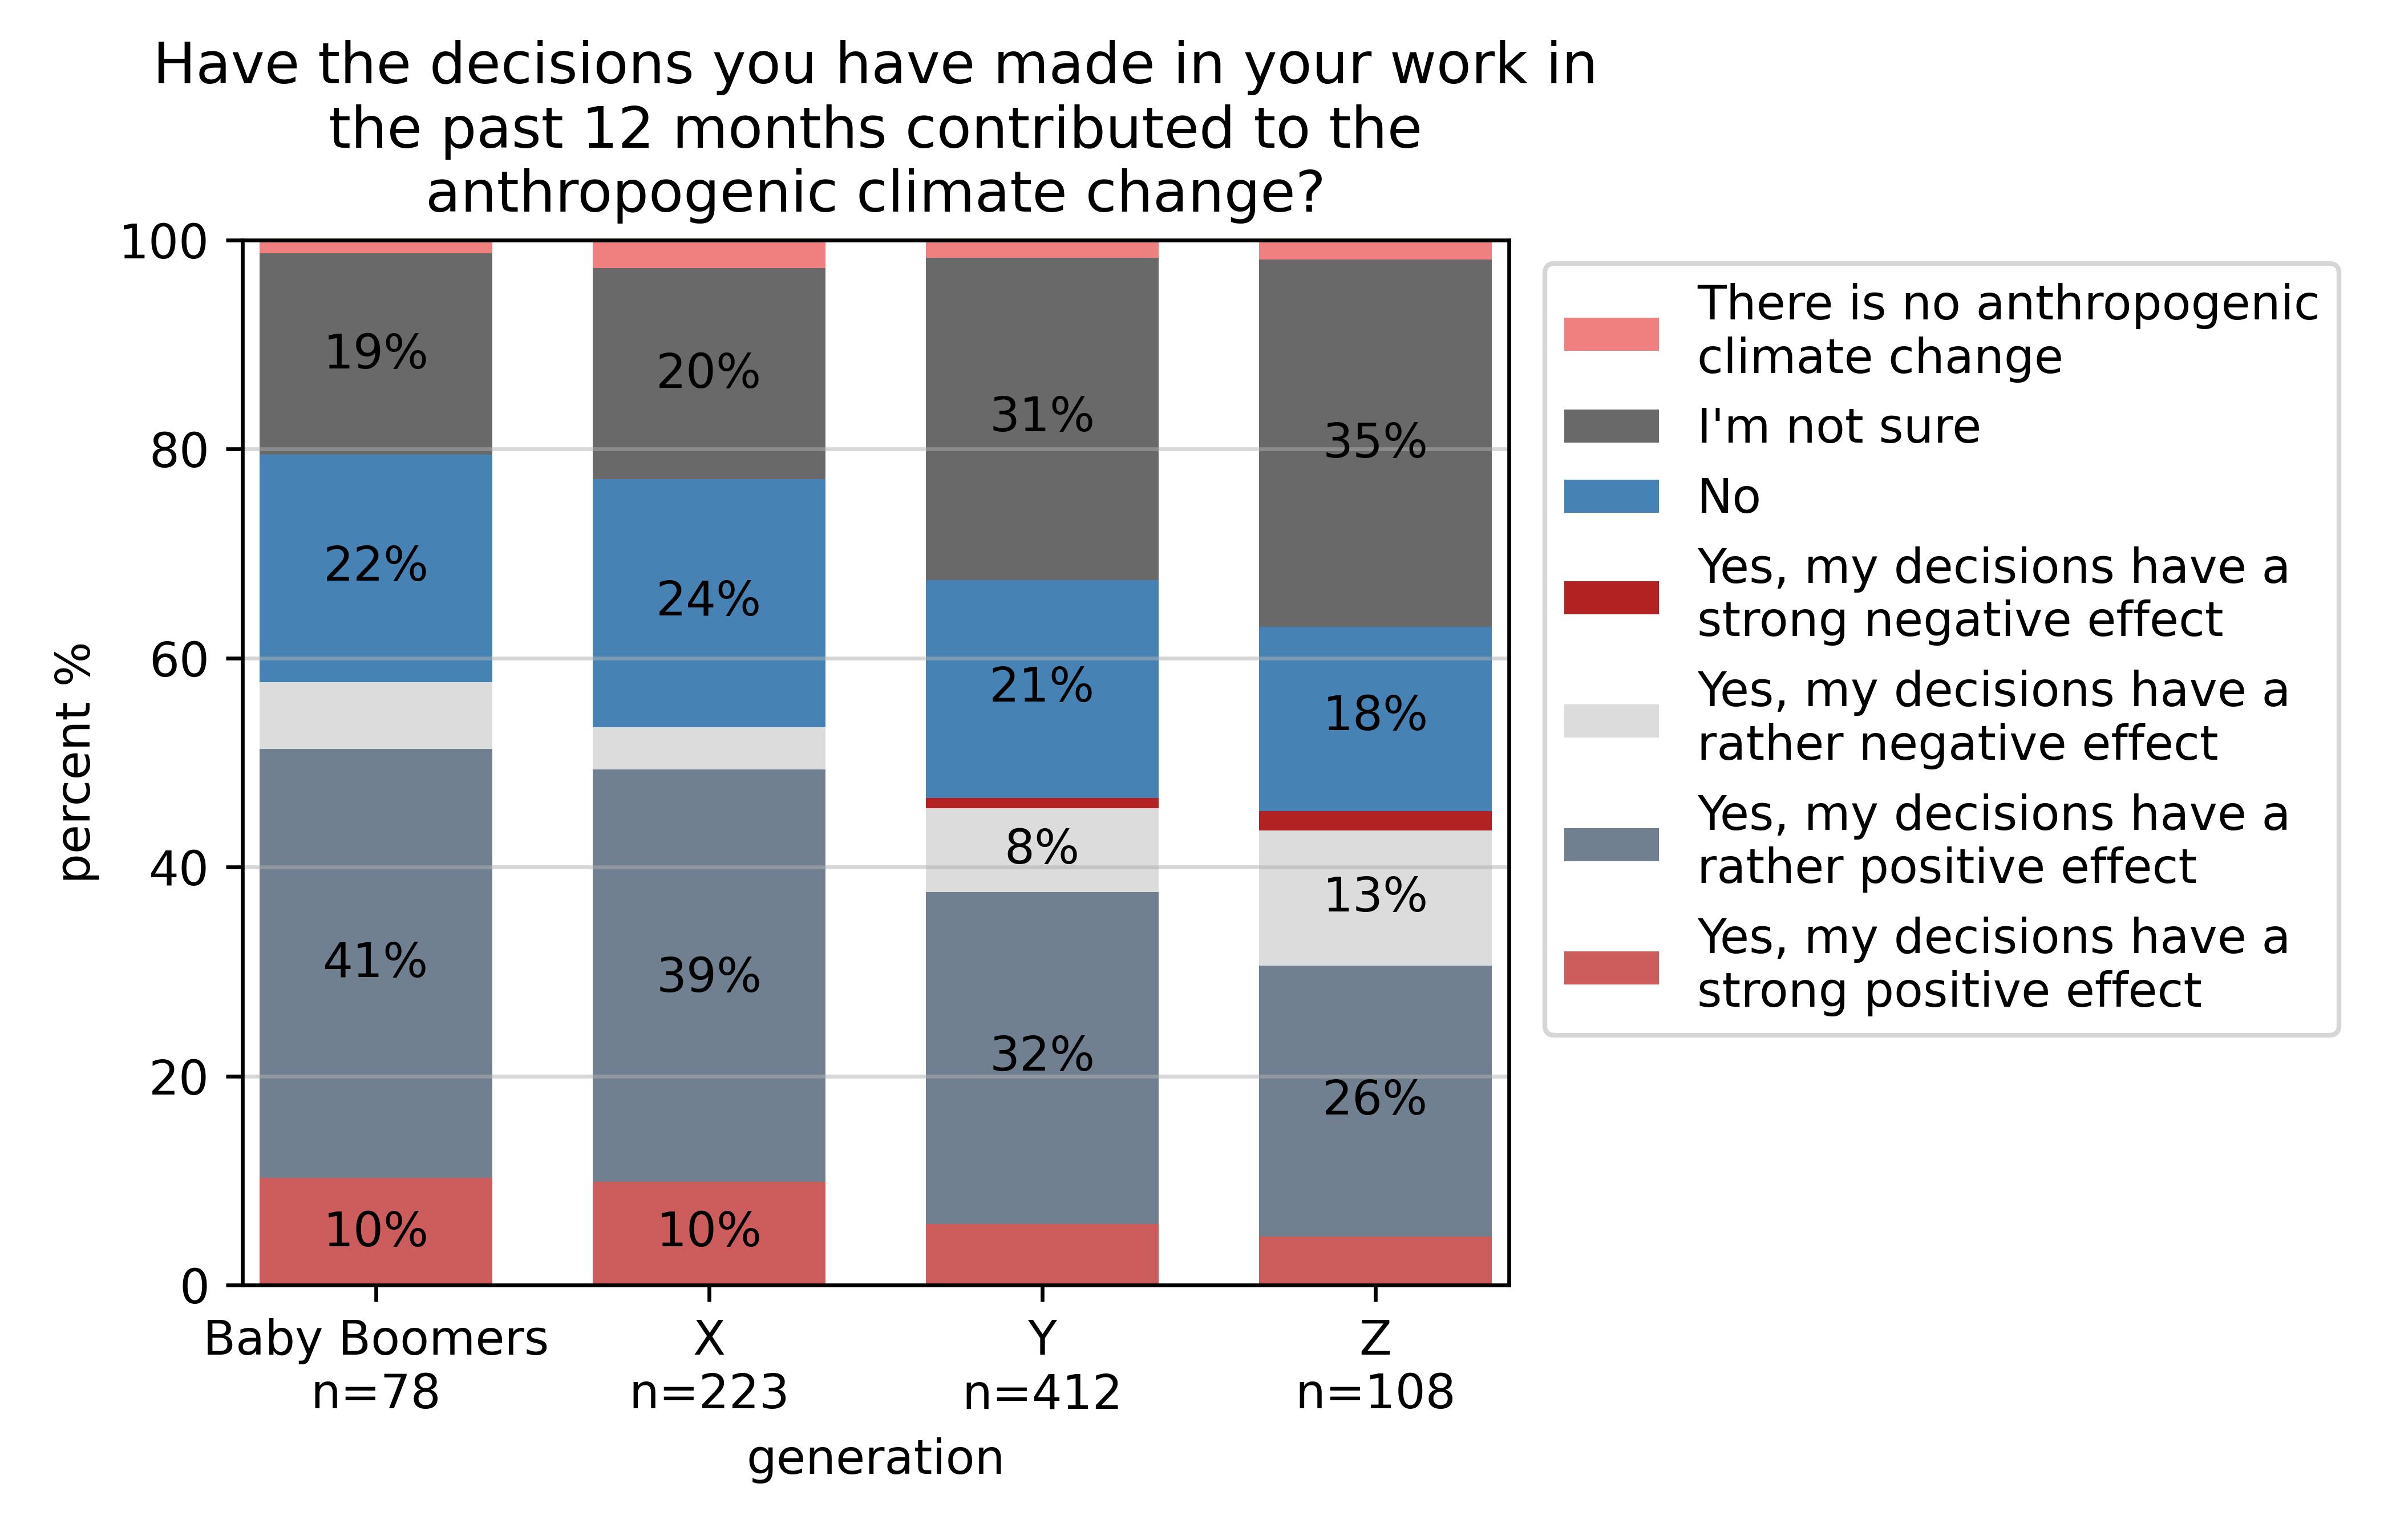 Have the decisions you have made in your work in
the past 12 months contributed to the
anthropogenic climate change?
percent %
100
80
60
40
20
0
19%
22%
41%
10%
20%
24%
39%
10%
31%
21%
8%
32%
35%
18%
13%
26%
Baby Boomers
n=78
X
n=223
Y
n=412
Z
n=108
generation
There is no anthropogenic
climate change
I'm not sure
No
Yes, my decisions have a
strong negative effect
Yes, my decisions have a
rather negative effect
Yes, my decisions have a
rather positive effect
Yes, my decisions have a
strong positive effect